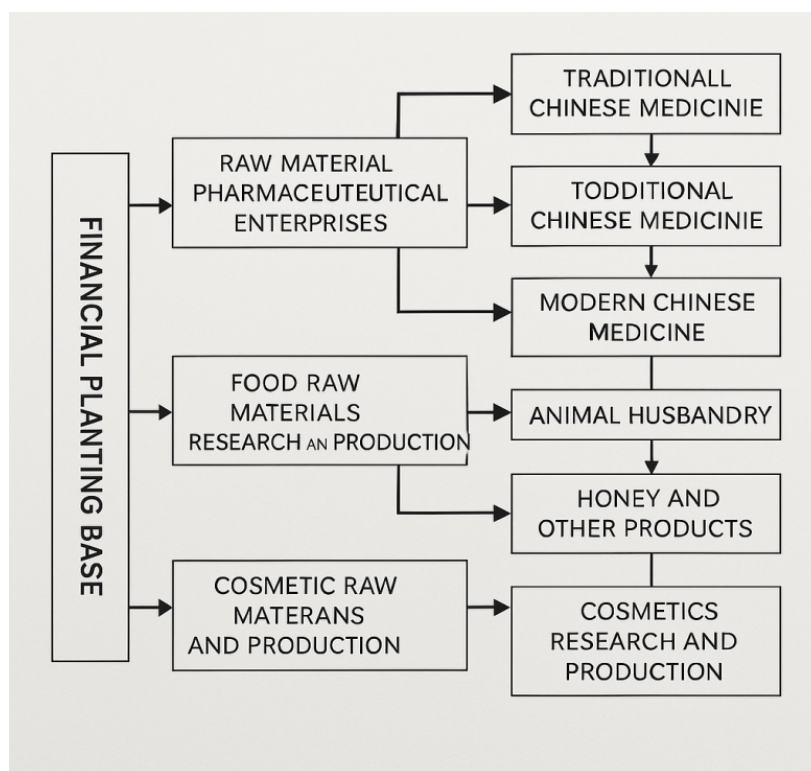 FINANCIAL PLANTING BASE
RAW MATERIAL
PHARMACEUTEUTICAL
ENTERPRISES
TRADITIONALL
CHINESE MEDICINIE
TODDITIONAL
CHINESE MEDICINIE
MODERN CHINESE
MEDICINE
FOOD RAW
MATERIALS
RESEARCH AN PRODUCTION
ANIMAL HUSBANDRY
HONEY AND
OTHER PRODUCTS
COSMETIC RAW
MATERANS
AND PRODUCTION
COSMETICS
RESEARCH AND
PRODUCTION